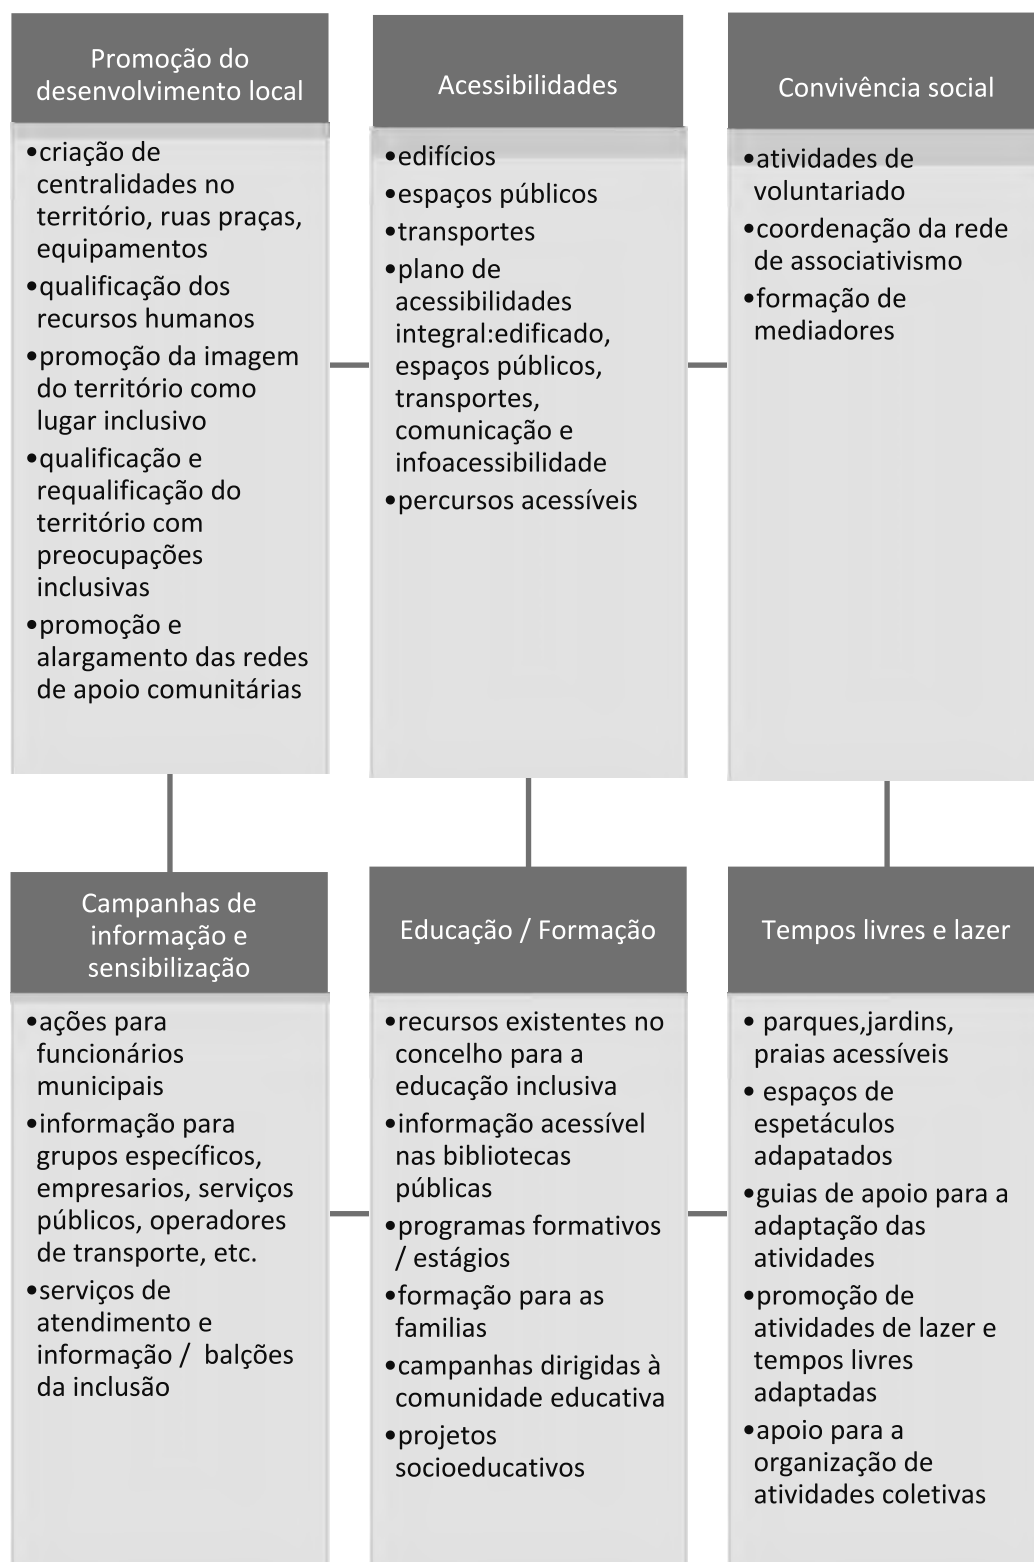 Promoção do
desenvolvimento local
•criação de
centralidades no
território, ruas praças,
equipamentos
•qualificação dos
recursos humanos
•promoção da imagem
do território como
lugar inclusivo
•qualificação e
requalificação do
território com
preocupações
inclusivas
•promoção e
alargamento das redes
de apoio comunitárias
Acessibilidades
•edifícios
•espaços públicos
•transportes
•plano de
acessibilidades
integral:edificado,
espaços públicos,
transportes,
comunicação e
infoacessibilidade
•percursos acessíveis
Convivência social
•atividades de
voluntariado
•coordenação da rede
de associativismo
•formação de
mediadores
Campanhas de
informação e
sensibilização
•ações para
funcionários
municipais
•informação para
grupos específicos,
empresarios, serviços
públicos, operadores
de transporte, etc.
•serviços de
atendimento e
informação / balções
da inclusão
Educação / Formação
•recursos existentes no
concelho para a
educação inclusiva
•informação acessível
nas bibliotecas
públicas
•programas formativos
/ estágios
•formação para as
familias
•campanhas dirigidas à
comunidade educativa
•projetos
socioeducativos
Tempos livres e lazer
• parques,jardins,
praias acessíveis
• espaços de
espetáculos
adapatados
•guias de apoio para a
adaptação das
atividades
•promoção de
atividades de lazer e
tempos livres
adaptadas
•apoio para a
organização de
atividades coletivas